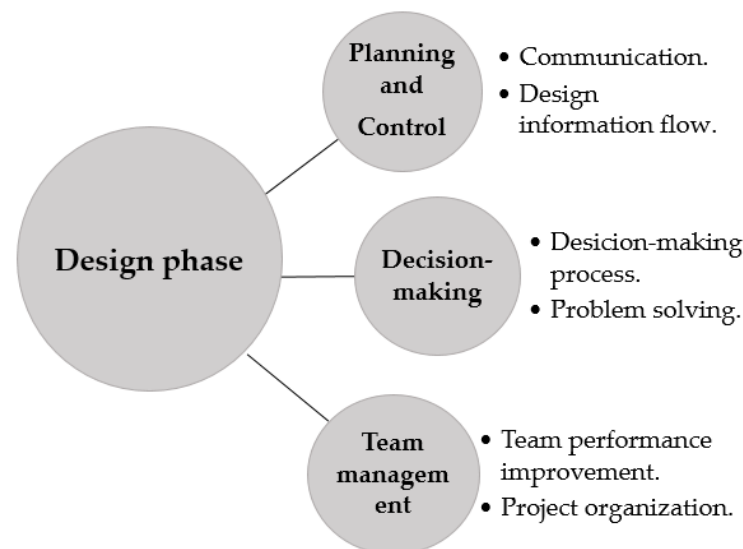 Design phase
Planning
and
Control
• Communication.
• Design
information flow.
Decision-
making
• Desicion-making
process.
• Problem solving.
Team
managem
ent
• Team performance
improvement.
• Project organization.